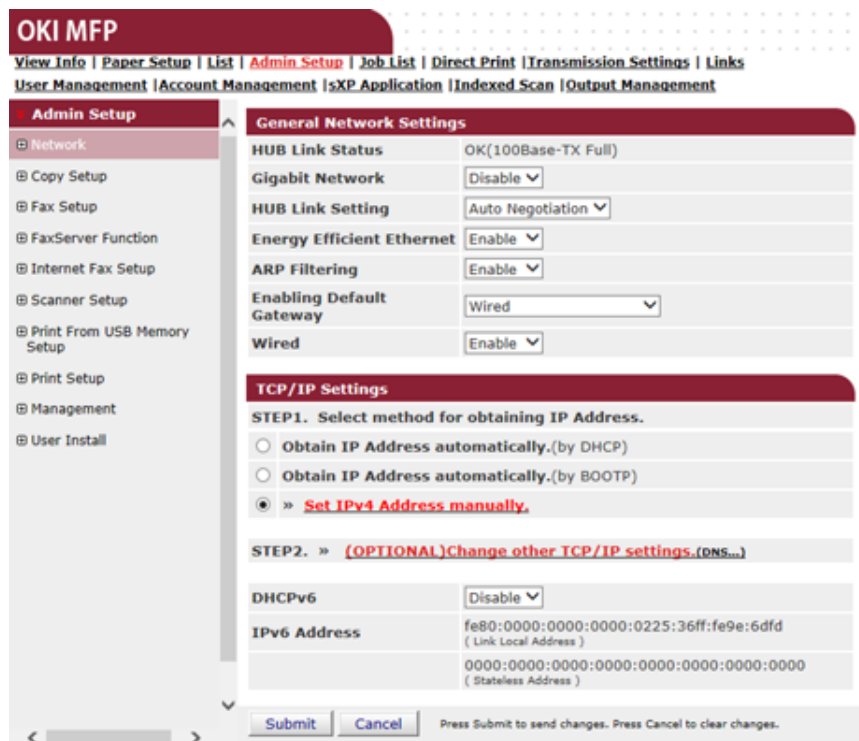 OKI MFP
View Info | Paper Setup | List | Admin Setup | Job List | Direct Print |Transmission Settings | Links
User Management |Account Management |sXP Application |Indexed Scan |Output Management
Admin Setup
Network
Copy Setup
Fax Setup
FaxServer Function
Internet Fax Setup
Scanner Setup
Print From USB Memory
Setup
Print Setup
Management
User Install
General Network Settings
HUB Link Status OK(100Base-TX Full)
Gigabit Network Disable
HUB Link Setting Auto Negotiation
Energy Efficient Ethernet Enable
ARP Filtering Enable
Enabling Default
Gateway Wired
Wired Enable
TCP/IP Settings
STEP1. Select method for obtaining IP Address.
Obtain IP Address automatically.(by DHCP)
Obtain IP Address automatically.(by BOOTP)
» Set IPv4 Address manually.
STEP2. » (OPTIONAL)Change other TCP/IP settings.(DNS...)
DHCPv6 Disable
IPv6 Address fe80:0000:0000:0000:0225:36ff:fe9e:6dfd
( Link Local Address )
0000:0000:0000:0000:0000:0000:0000:0000
( Stateless Address )
Submit Cancel Press Submit to send changes. Press Cancel to clear changes.